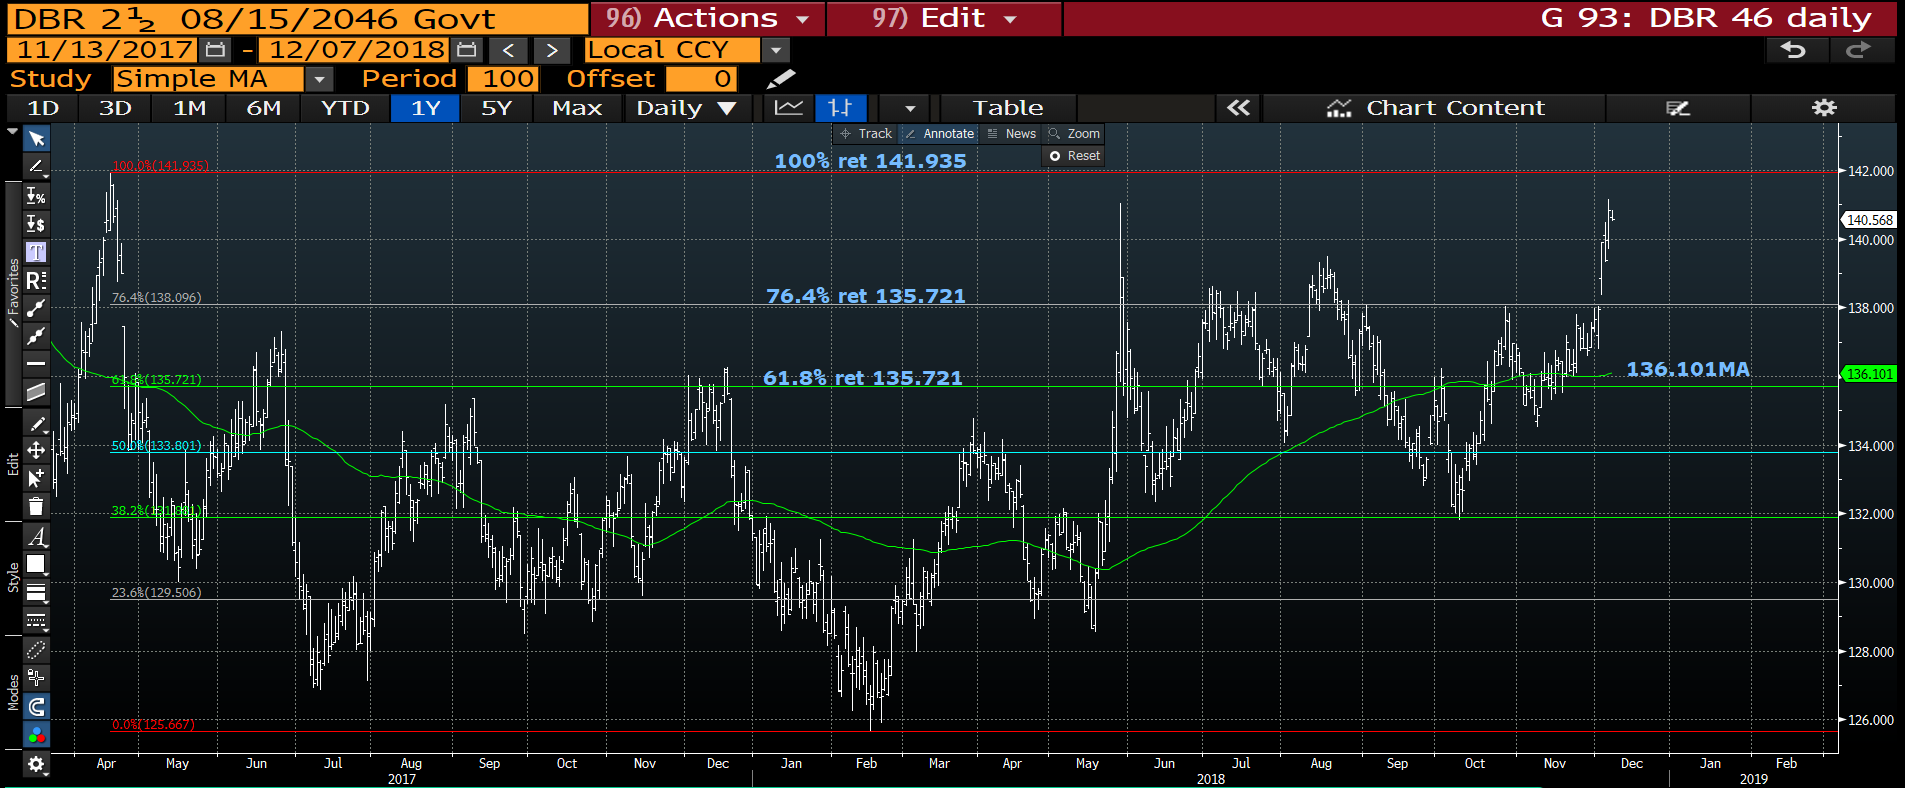 DBR 2½ 08/15/2046 Govt 96) Actions 97) Edit G 93: DBR 46 daily
11/13/2017 - 12/07/2018 < > Local CCY
Study Simple MA Period 100 Offset 0
1D 3D 1M 6M YTD 1Y 5Y Max Daily ▼ Table « Chart Content
Track Annotate News Zoom
Reset
100% ret 141.935
100.0%(141.935)
142.000
140.568
140.000
76.4% ret 135.721
76.4%(138.096)
138.000
136.101MA
136.101
61.8% ret 135.721
61.8%(135.721)
50.0%(133.801)
134.000
38.2%(131.881)
132.000
130.000
23.6%(129.506)
128.000
0.0%(125.667)
126.000
Favorites
Edit
Style
Modes
% 
$
T
R
A
Apr May Jun Jul Aug Sep Oct Nov Dec Jan Feb Mar Apr May Jun Jul Aug Sep Oct Nov Dec Jan Feb
2017 2018 2019